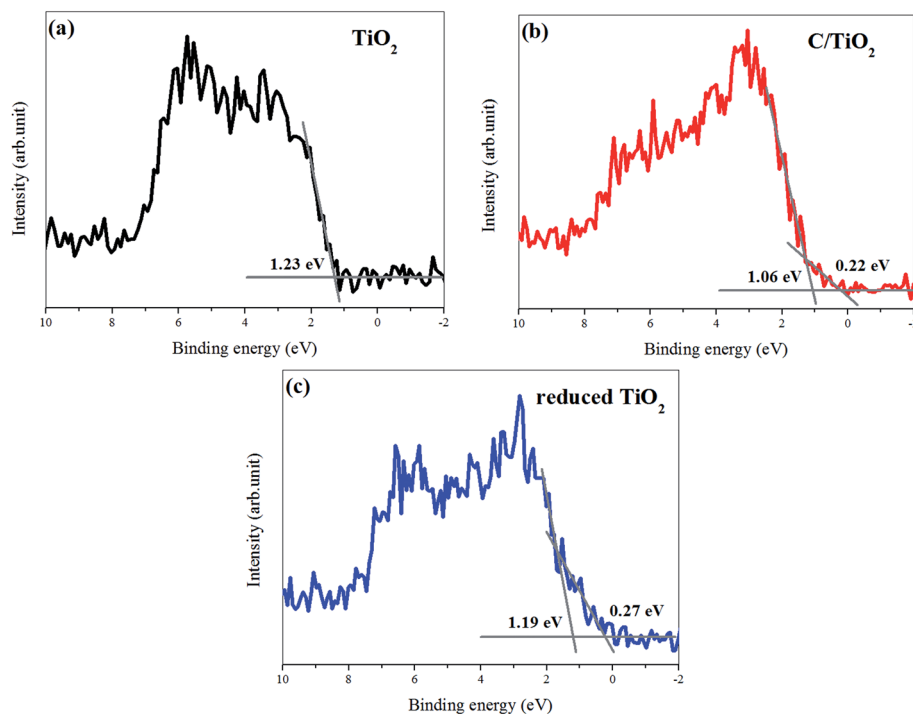 (a)
TiO₂
Intensity (arb.unit)
1.23 eV
10 8 6 4 2 0 -2
Binding energy (eV)
(b)
C/TiO₂
Intensity (arb.unit)
0.22 eV
1.06 eV
10 8 6 4 2 0 -2
Binding energy (eV)
(c)
reduced TiO₂
Intensity (arb.unit)
0.27 eV
1.19 eV
10 8 6 4 2 0 -2
Binding energy (eV)